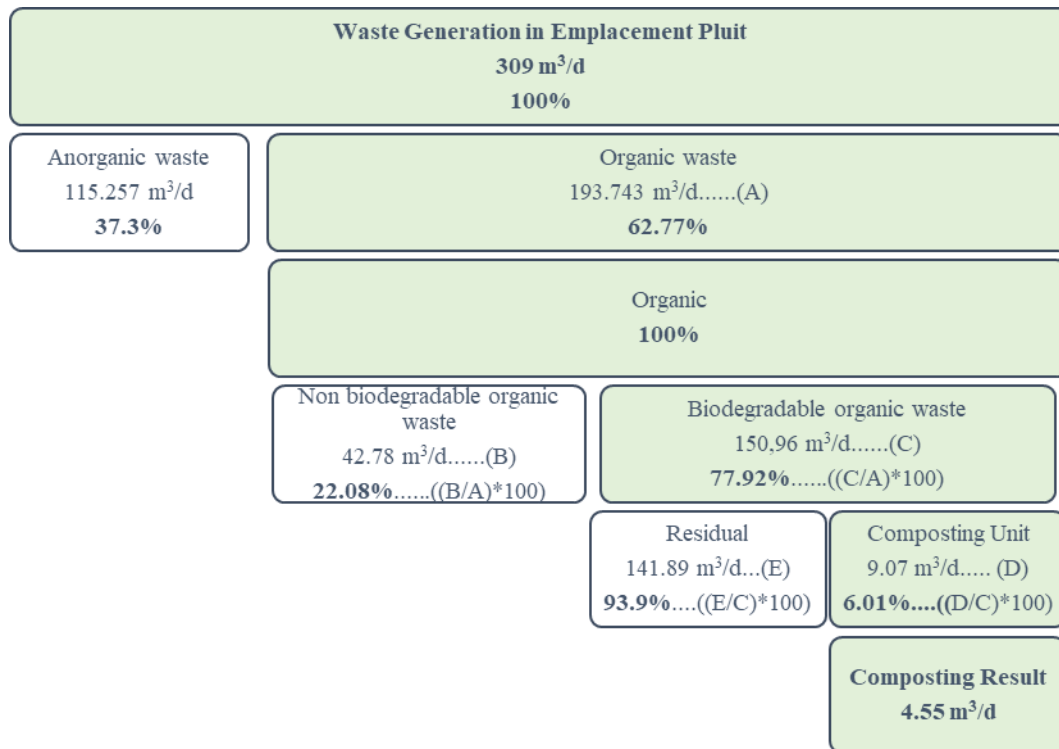 Waste Generation in Emplacement Pluit
309 m³/d
100%
Anorganic waste
115.257 m³/d
37.3%
Organic waste
193.743 m³/d......(A)
62.77%
Organic
100%
Non biodegradable organic
waste
42.78 m³/d......(B)
22.08%......((B/A)*100)
Biodegradable organic waste
150,96 m³/d......(C)
77.92%......((C/A)*100)
Residual
141.89 m³/d...(E)
93.9%....((E/C)*100)
Composting Unit
9.07 m³/d..... (D)
6.01%....((D/C)*100)
Composting Result
4.55 m³/d